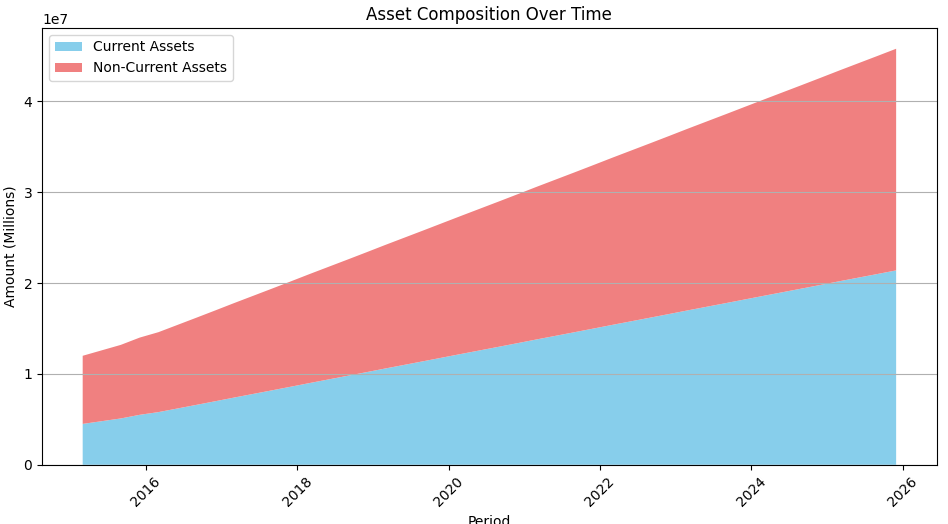 Asset Composition Over Time
1e7
Current Assets
Non-Current Assets
Amount (Millions)
4
3
2
1
0
2016
2018
2020
2022
2024
2026
Period